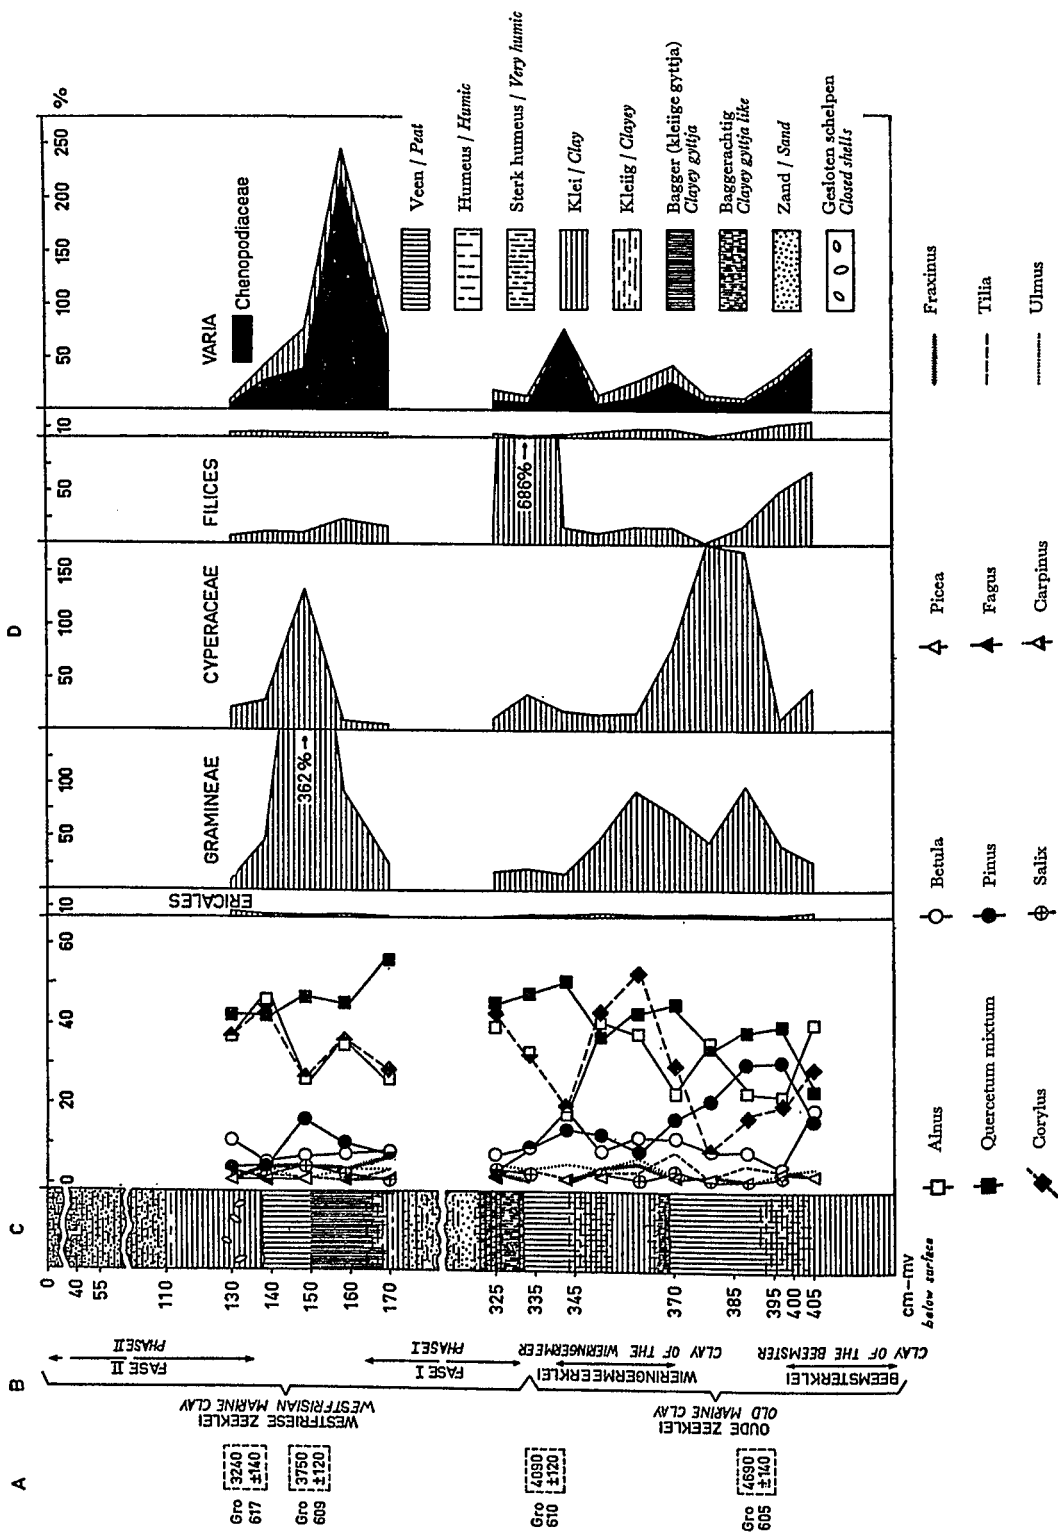 A
B
C
D
Gro
617
3240
±140
Gro
609
3750
±120
Gro
610
4090
±120
Gro
605
4690
±140
WESTFRIESE ZEEKLEI
WESTFRISIAN MARINE CLAY
OUDE ZEEKLEI
OLD MARINE CLAY
FASE II
PHASE II
FASE I
PHASE I
WIERINGERMEERKLEI
CLAY OF THE WIERINGERMEER
BEEMSTERKLEI
CLAY OF THE BEEMSTER
0
40
55
110
130
140
150
160
170
325
335
345
370
385
395
400
405
cm-mv
below surface
0
20
40
60
10
50
100
50
100
150
50
10
50
100
150
200
250
%
ERICALES
GRAMINEAE
362%→
CYPERACEAE
FILICES
686%→
VARIA
Chenopodiaceae
Veen / Peat
Humeus / Humic
Sterk humeus / Very humic
Klei / Clay
Kleiig / Clayey
Bagger (kleiige gyttja)
Clayey gyttja
Baggerachtig
Clayey gyttja like
Zand / Sand
Gesloten schelpen
Closed shells
Alnus
Betula
Picea
Fraxinus
Quercetum mixtum
Pinus
Fagus
Tilia
Corylus
Salix
Carpinus
Ulmus